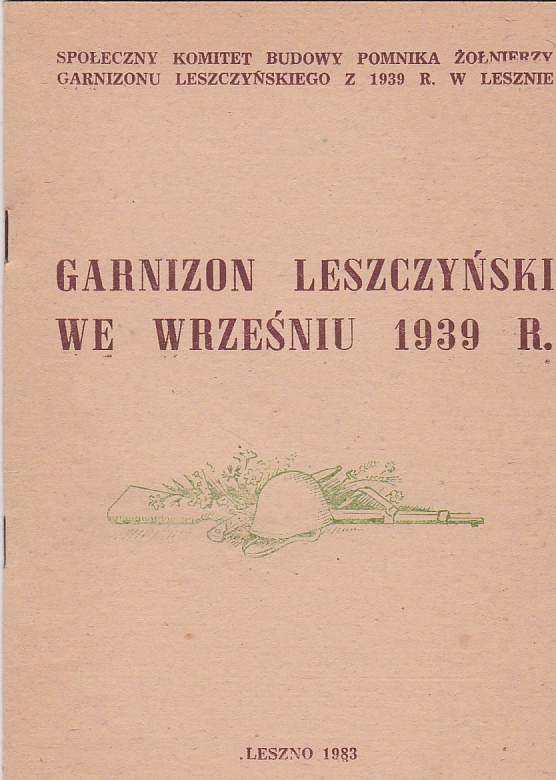 SPOŁECZNY KOMITET BUDOWY POMNIKA ŻOŁNIERZY
GARNIZONU LESZCZYŃSKIEGO Z 1939 R. W LESZNIE
GARNIZON LESZCZYŃSKI
WE WRZEŚNIU 1939 R.
LESZNO 1983